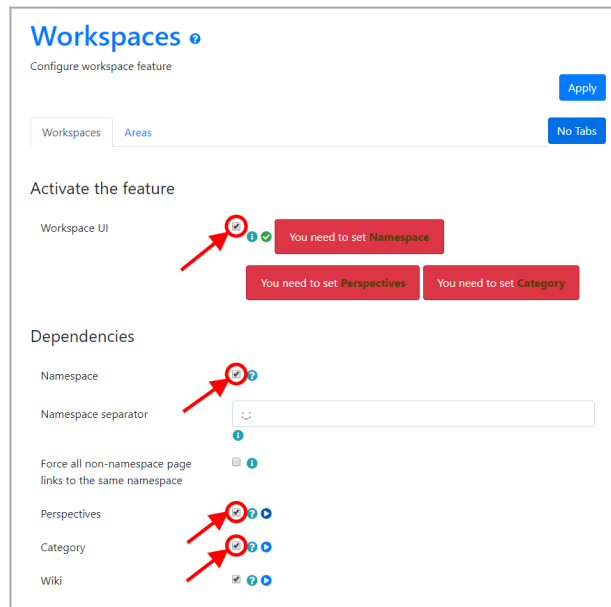 Workspaces
Configure workspace feature
Apply
Workspaces Areas No Tabs
Activate the feature
Workspace UI You need to set Namespace
You need to set Perspectives You need to set Category
Dependencies
Namespace
Namespace separator :_:
Force all non-namespace page
links to the same namespace
Perspectives
Category
Wiki